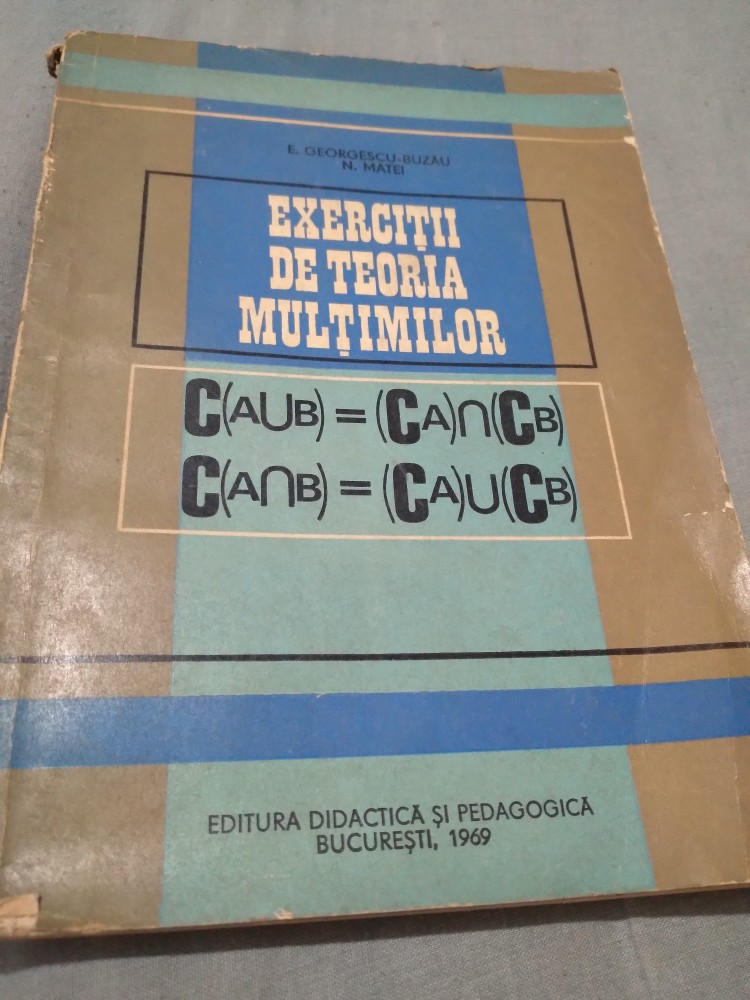 E. GEORGESCU-BUZĂU
N. MATEI
EXERCIȚII
DE TEORIA
MULȚIMILOR
C(A∪B) = (CA)∩(CB)
C(A∩B) = (CA)∪(CB)
EDITURA DIDACTICĂ ȘI PEDAGOGICĂ
BUCUREȘTI, 1969